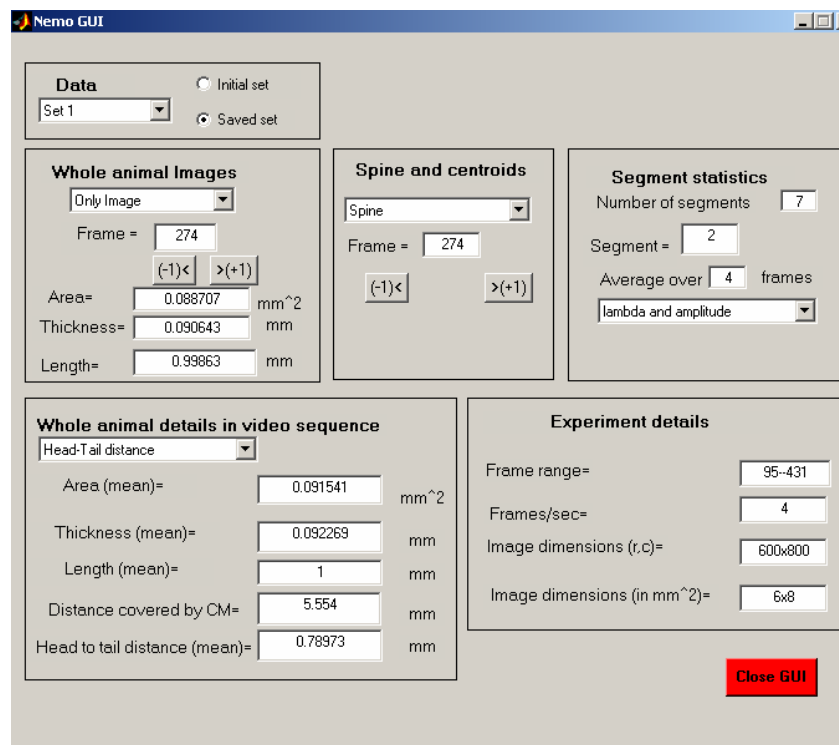 Nemo GUI
Data
Set 1
Initial set
Saved set
Whole animal Images
Only Image
Frame = 274
(-1)< >(+1)
Area= 0.088707 mm^2
Thickness= 0.090643 mm
Length= 0.99863 mm
Spine and centroids
Spine
Frame = 274
(-1)< >(+1)
Segment statistics
Number of segments 7
Segment = 2
Average over 4 frames
lambda and amplitude
Whole animal details in video sequence
Head-Tail distance
Area (mean)= 0.091541 mm^2
Thickness (mean)= 0.092269 mm
Length (mean)= 1 mm
Distance covered by CM= 5.554 mm
Head to tail distance (mean)= 0.78973 mm
Experiment details
Frame range= 95--431
Frames/sec= 4
Image dimensions (r,c)= 600x800
Image dimensions (in mm^2)= 6x8
Close GUI